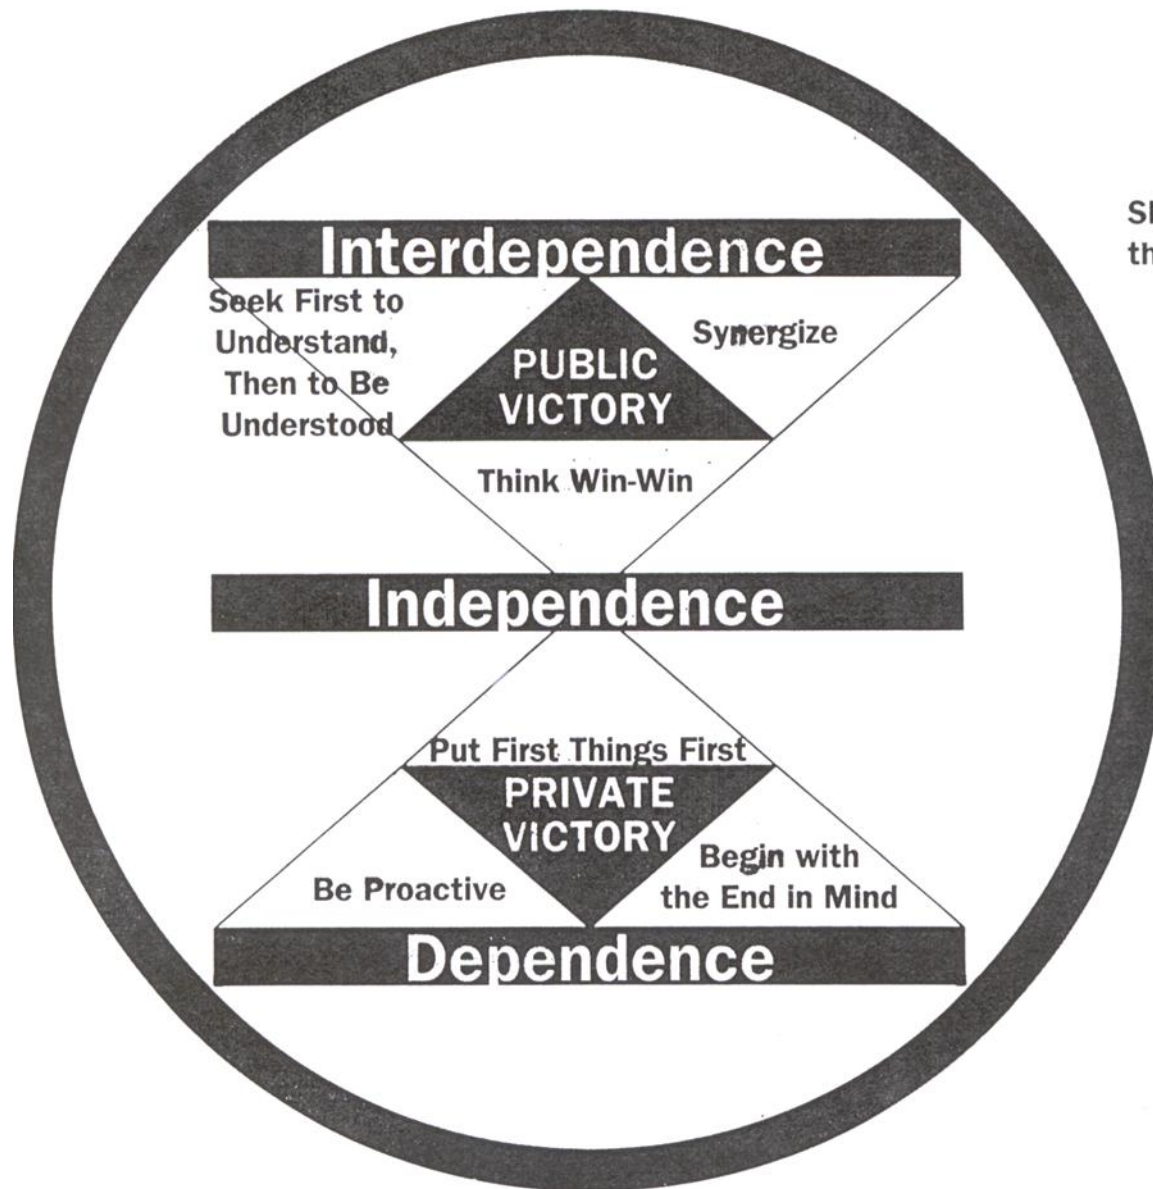 Interdependence
Seek First to
Understand,
Then to Be
Understood
PUBLIC
VICTORY
Synergize
Think Win-Win
Independence
Put First Things First
PRIVATE
VICTORY
Be Proactive
Begin with
the End in Mind
Dependence